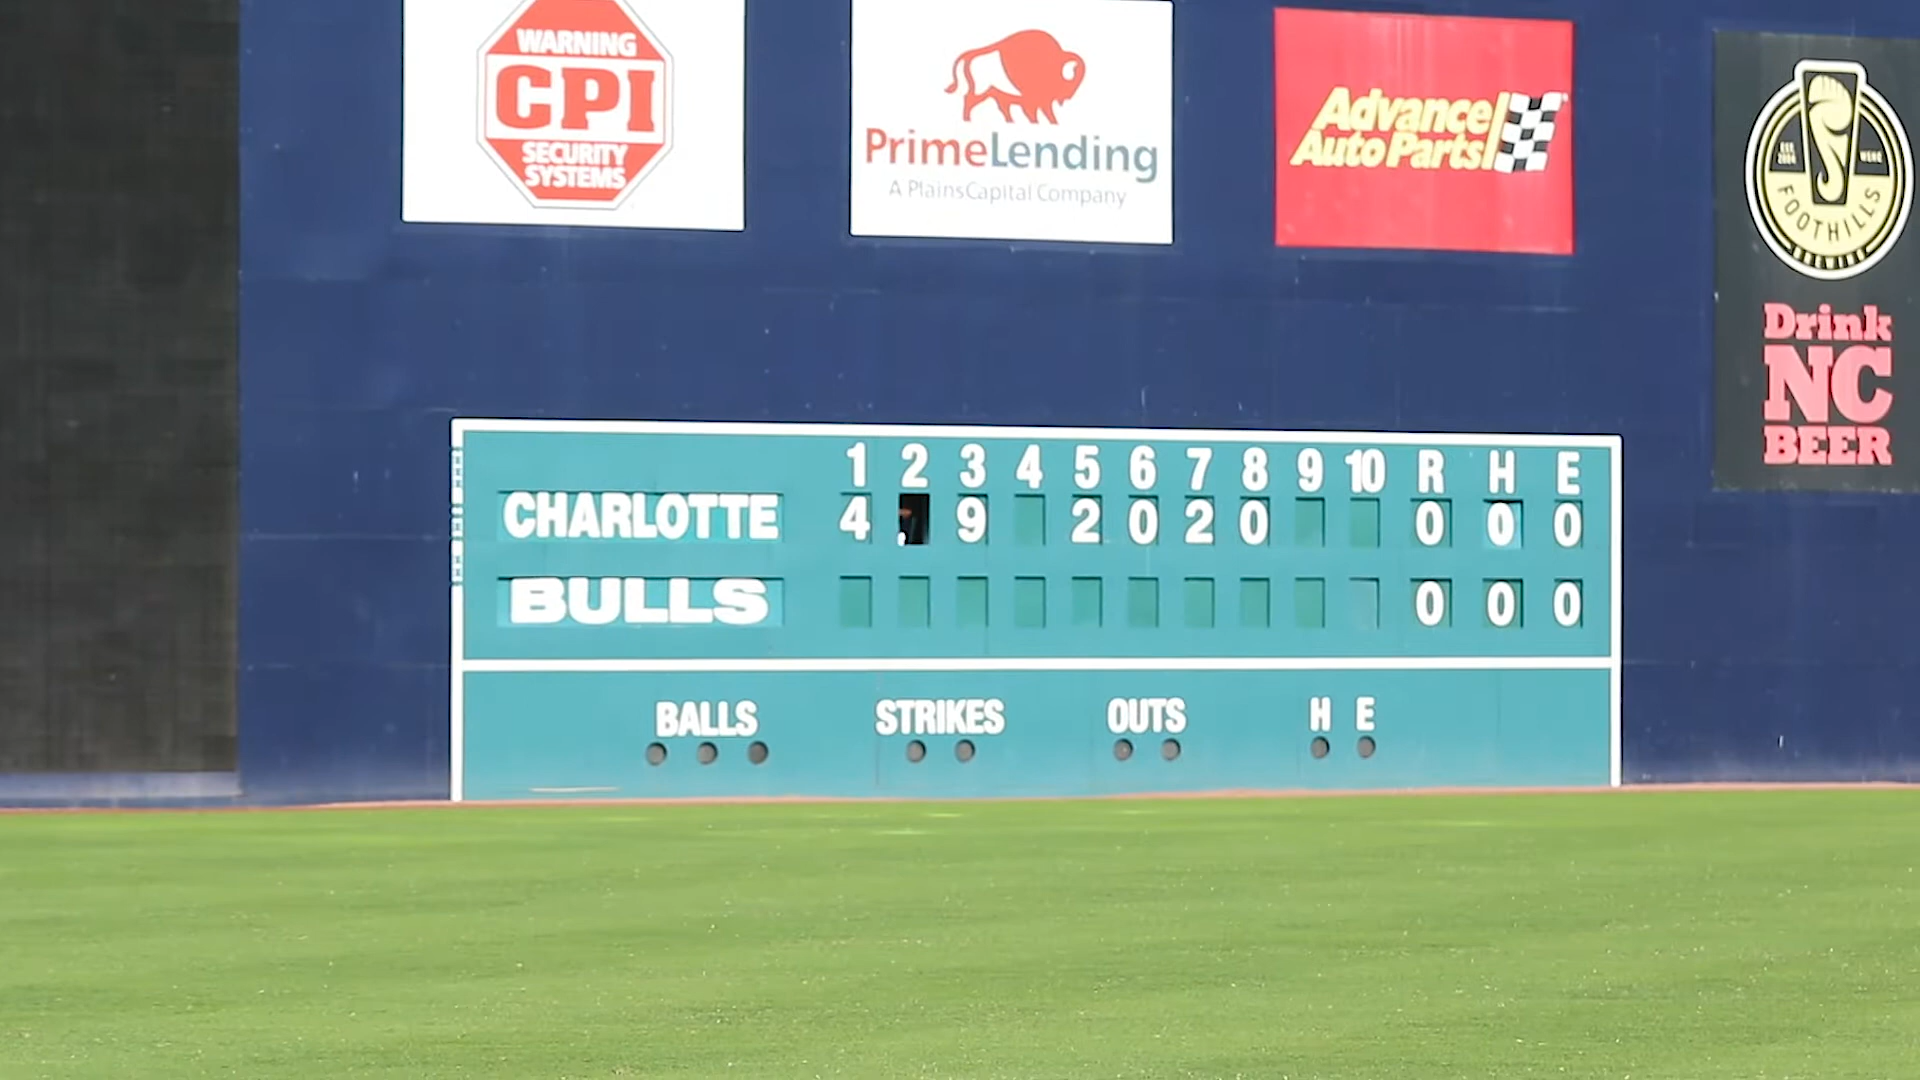 WARNING
CPI
SECURITY
SYSTEMS
PrimeLending
A PlainsCapital Company
Advance
Auto Parts
FOOTHILLS
BREWING
Drink
NC
BEER
1 2 3 4 5 6 7 8 9 10 R H E
CHARLOTTE 4 9 2 0 2 0 0 0 0
BULLS 0 0 0
BALLS STRIKES OUTS H E